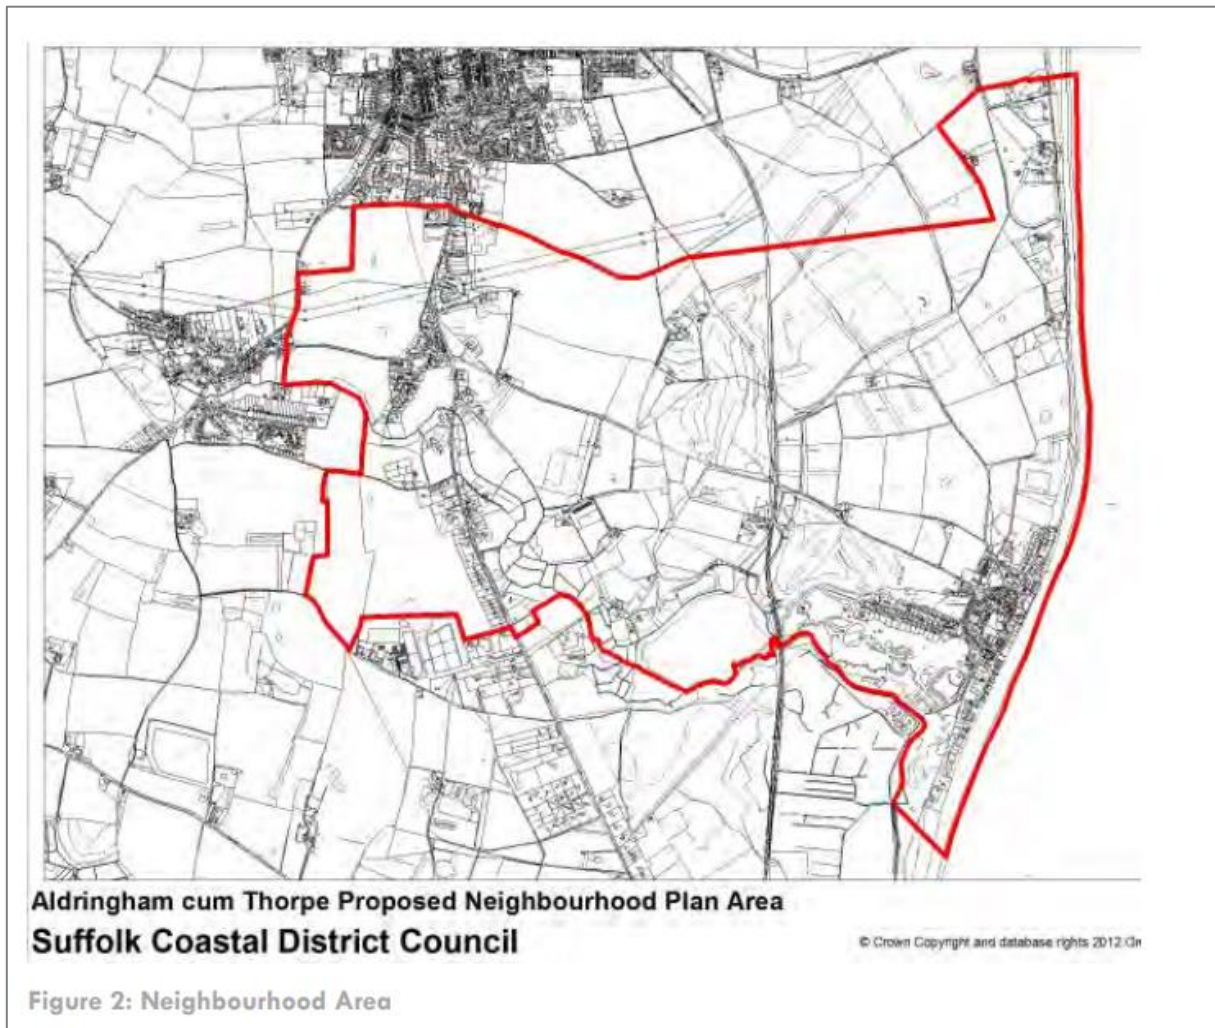 Aldringham cum Thorpe Proposed Neighbourhood Plan Area
Suffolk Coastal District Council
© Crown Copyright and database rights 2012
Figure 2: Neighbourhood Area